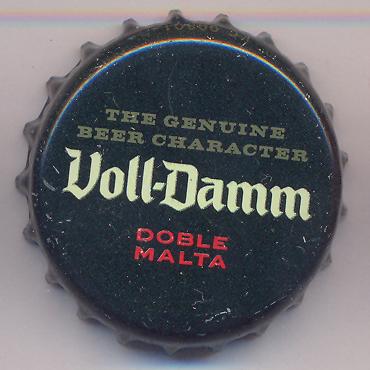 THE GENUINE
BEER CHARACTER
Voll-Damm
DOBLE
MALTA